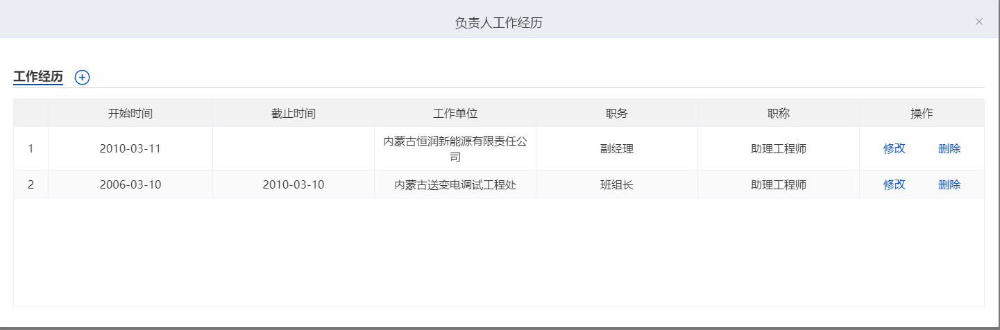 负责人工作经历
工作经历
开始时间 截止时间 工作单位 职务 职称 操作
1 2010-03-11 内蒙古恒润新能源有限责任公 副经理 助理工程师 修改 删除
司
2 2006-03-10 2010-03-10 内蒙古送变电调试工程处 班组长 助理工程师 修改 删除